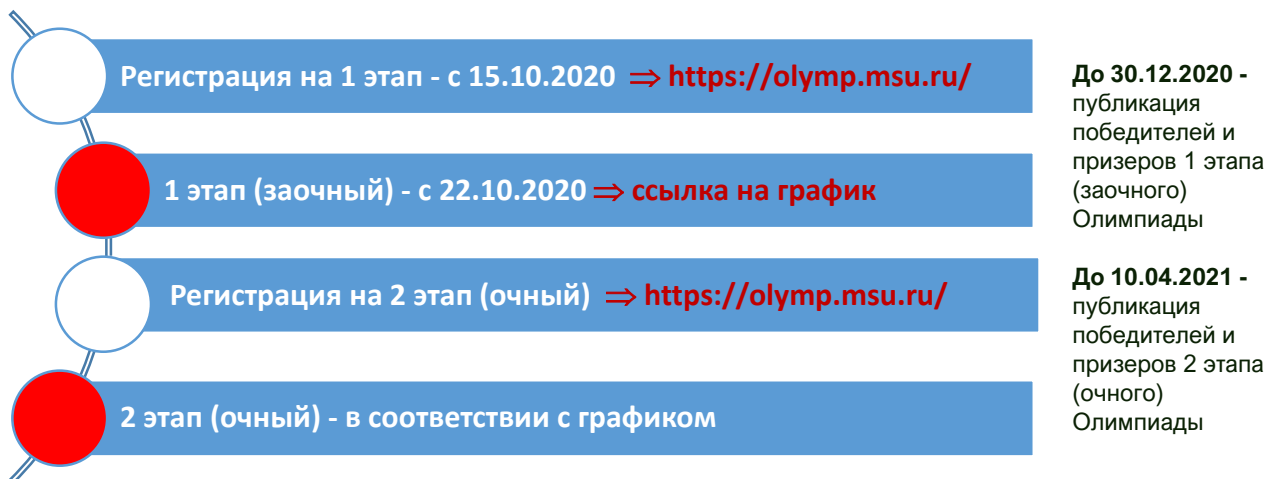 Регистрация на 1 этап - с 15.10.2020 ⇒ https://olymp.msu.ru/
1 этап (заочный) - с 22.10.2020 ⇒ ссылка на график
Регистрация на 2 этап (очный) ⇒ https://olymp.msu.ru/
2 этап (очный) - в соответствии с графиком
До 30.12.2020 -
публикация
победителей и
призеров 1 этапа
(заочного)
Олимпиады
До 10.04.2021 -
публикация
победителей и
призеров 2 этапа
(очного)
Олимпиады